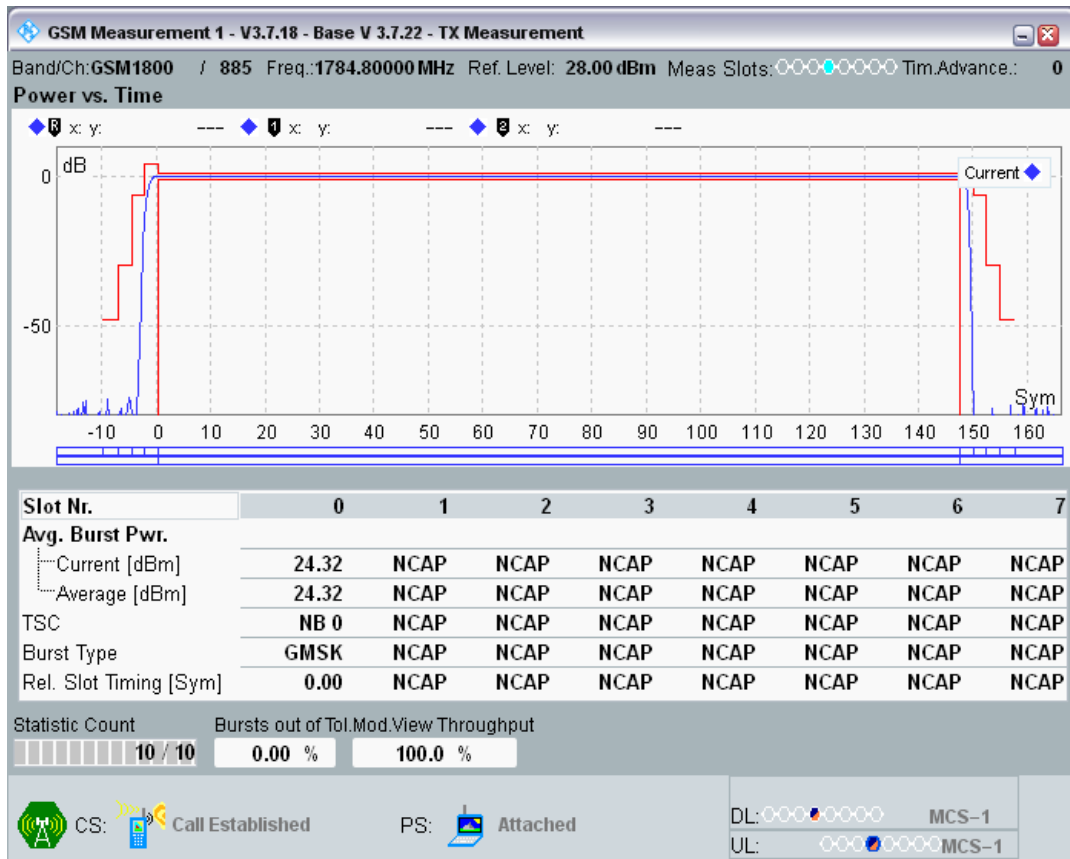 GSM Measurement 1 - V3.7.18 - Base V 3.7.22 - TX Measurement
Band/Ch:GSM1800 / 885 Freq.:1784.80000 MHz Ref. Level: 28.00 dBm Meas Slots: Tim.Advance.: 0
Power vs. Time
R x: y: --- 1 x: y: --- 2 x: y: ---
dB
Current
0
-50
Sym
-10 0 10 20 30 40 50 60 70 80 90 100 110 120 130 140 150 160
Slot Nr. 0 1 2 3 4 5 6 7
Avg. Burst Pwr.
Current [dBm] 24.32 NCAP NCAP NCAP NCAP NCAP NCAP NCAP
Average [dBm] 24.32 NCAP NCAP NCAP NCAP NCAP NCAP NCAP
TSC NB 0 NCAP NCAP NCAP NCAP NCAP NCAP NCAP
Burst Type GMSK NCAP NCAP NCAP NCAP NCAP NCAP NCAP
Rel. Slot Timing [Sym] 0.00 NCAP NCAP NCAP NCAP NCAP NCAP NCAP
Statistic Count Bursts out of Tol.Mod.View Throughput
10 / 10 0.00 % 100.0 %
CS: Call Established PS: Attached
DL: MCS-1
UL: MCS-1